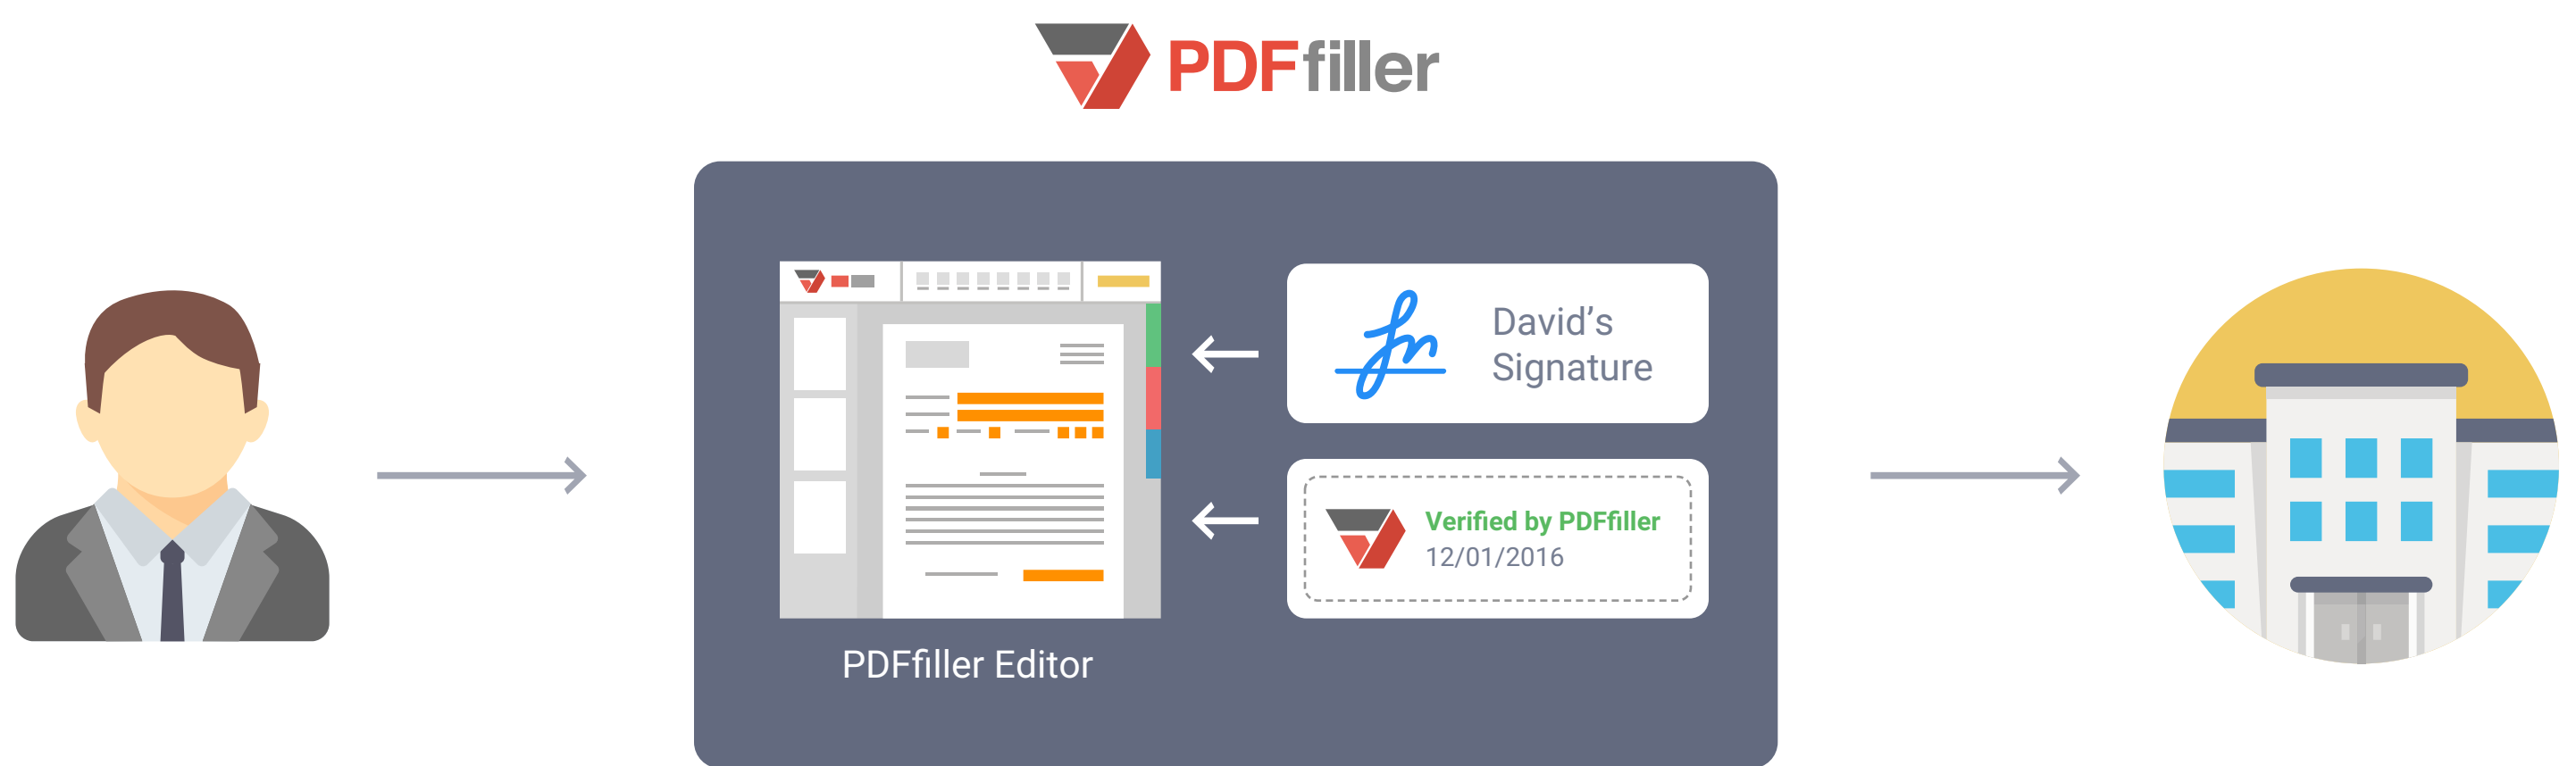 PDFfiller
David’s
Signature
Verified by PDFfiller
12/01/2016
PDFfiller Editor